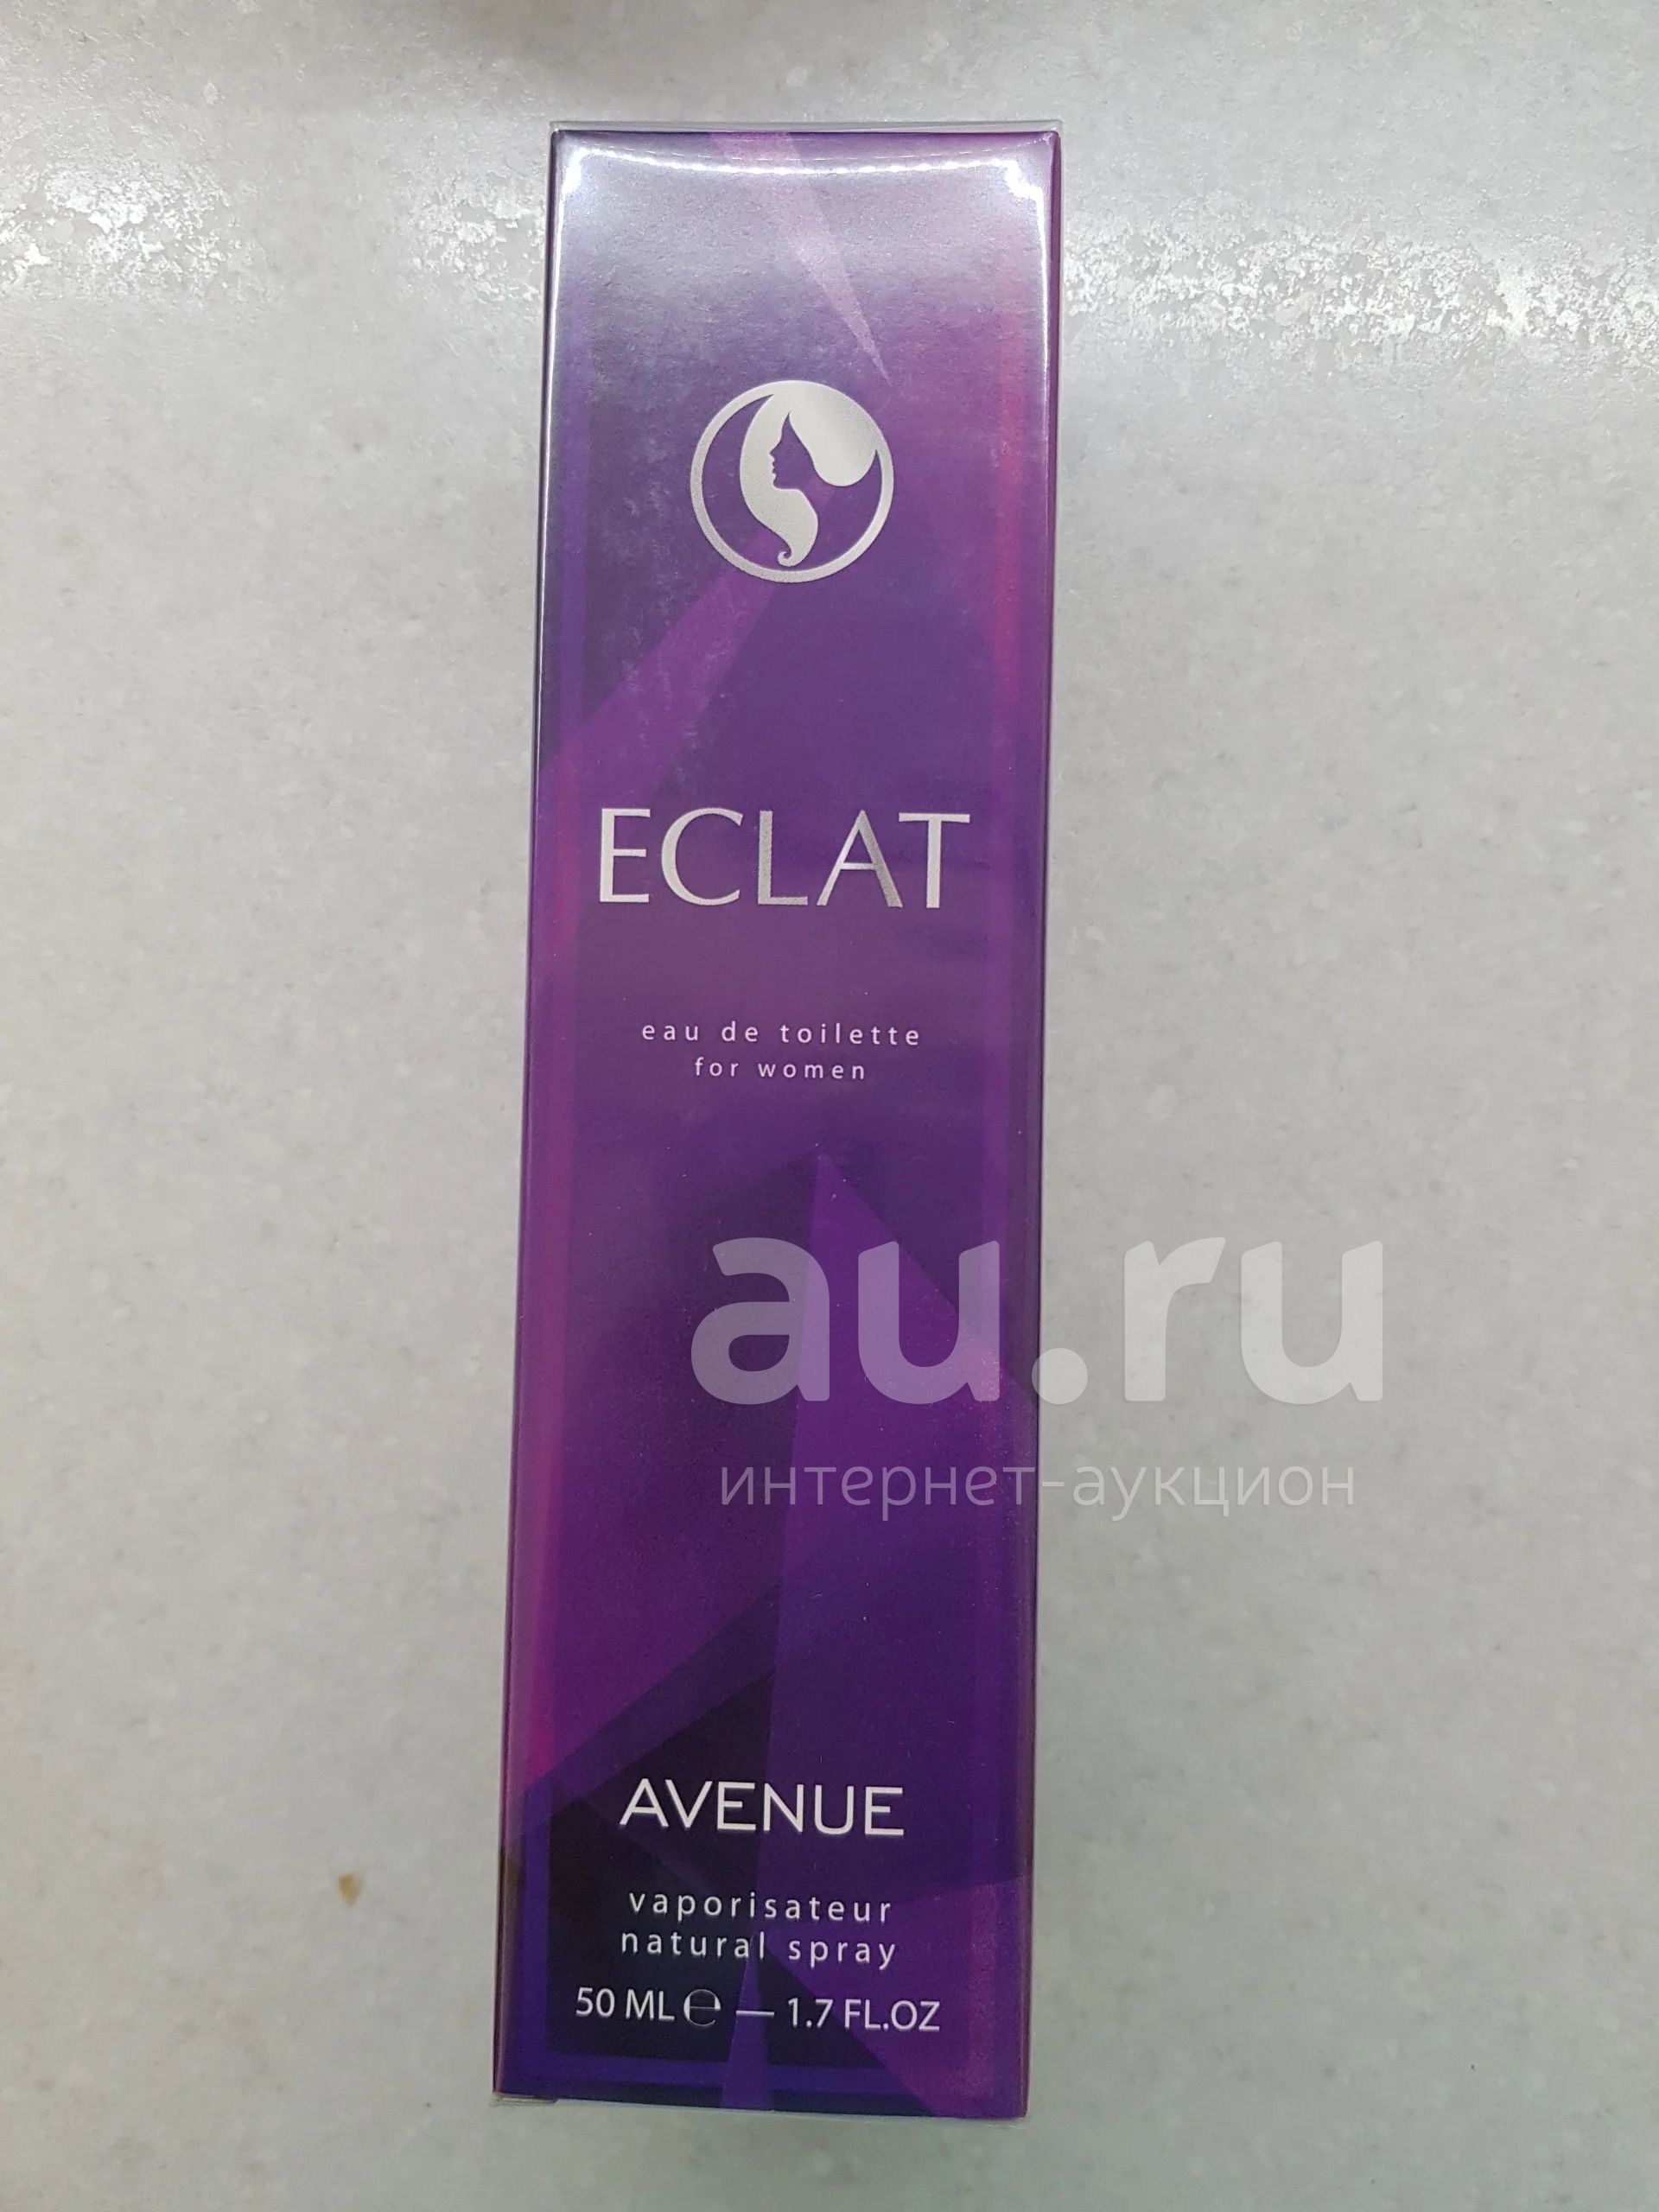 ECLAT
eau de toilette
for women
au.ru
интернет-аукцион
AVENUE
vaporisateur
natural spray
50 ML ℮ — 1.7 FL.OZ